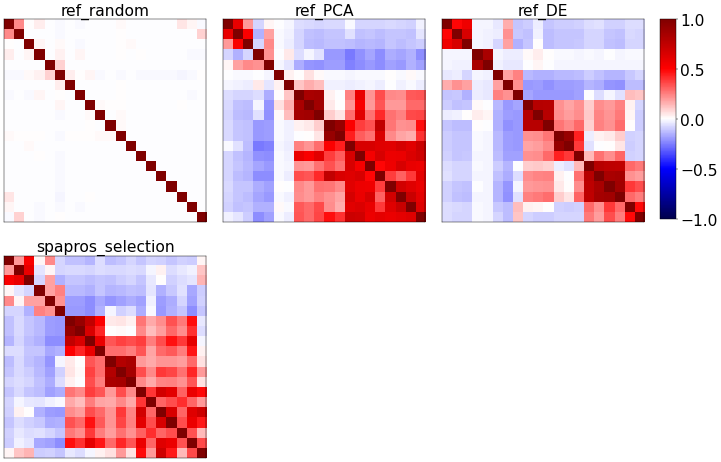 ref_random
ref_PCA
ref_DE
1.0
0.5
0.0
−0.5
−1.0
spapros_selection